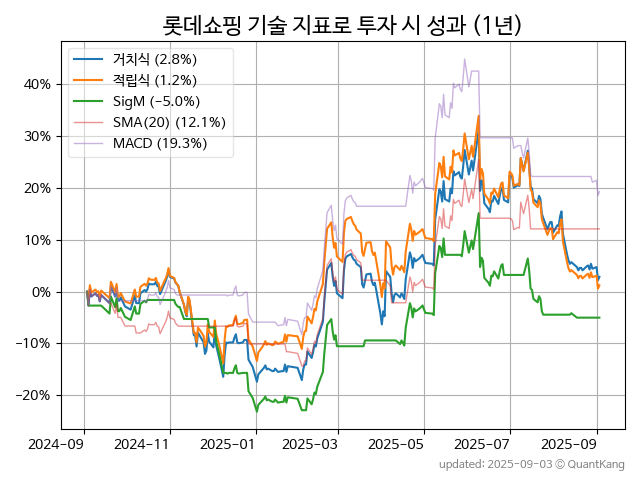 롯데쇼핑 기술 지표로 투자 시 성과 (1년)
거치식 (2.8%)
적립식 (1.2%)
SigM (−5.0%)
SMA(20) (12.1%)
MACD (19.3%)
40%
30%
20%
10%
0%
−10%
−20%
2024-09 2024-11 2025-01 2025-03 2025-05 2025-07 2025-09
updated: 2025-09-03 © QuantKang